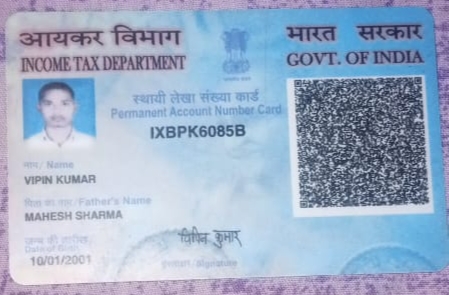 आयकर विभाग
INCOME TAX DEPARTMENT
भारत सरकार
GOVT. OF INDIA
स्थायी लेखा संख्या कार्ड
Permanent Account Number Card
IXBPK6085B
नाम/ Name
VIPIN KUMAR
पिता का नाम/Father's Name
MAHESH SHARMA
जन्म की तारीख
Date of Birth
10/01/2001
विपिन कुमार
हस्ताक्षर/Signature